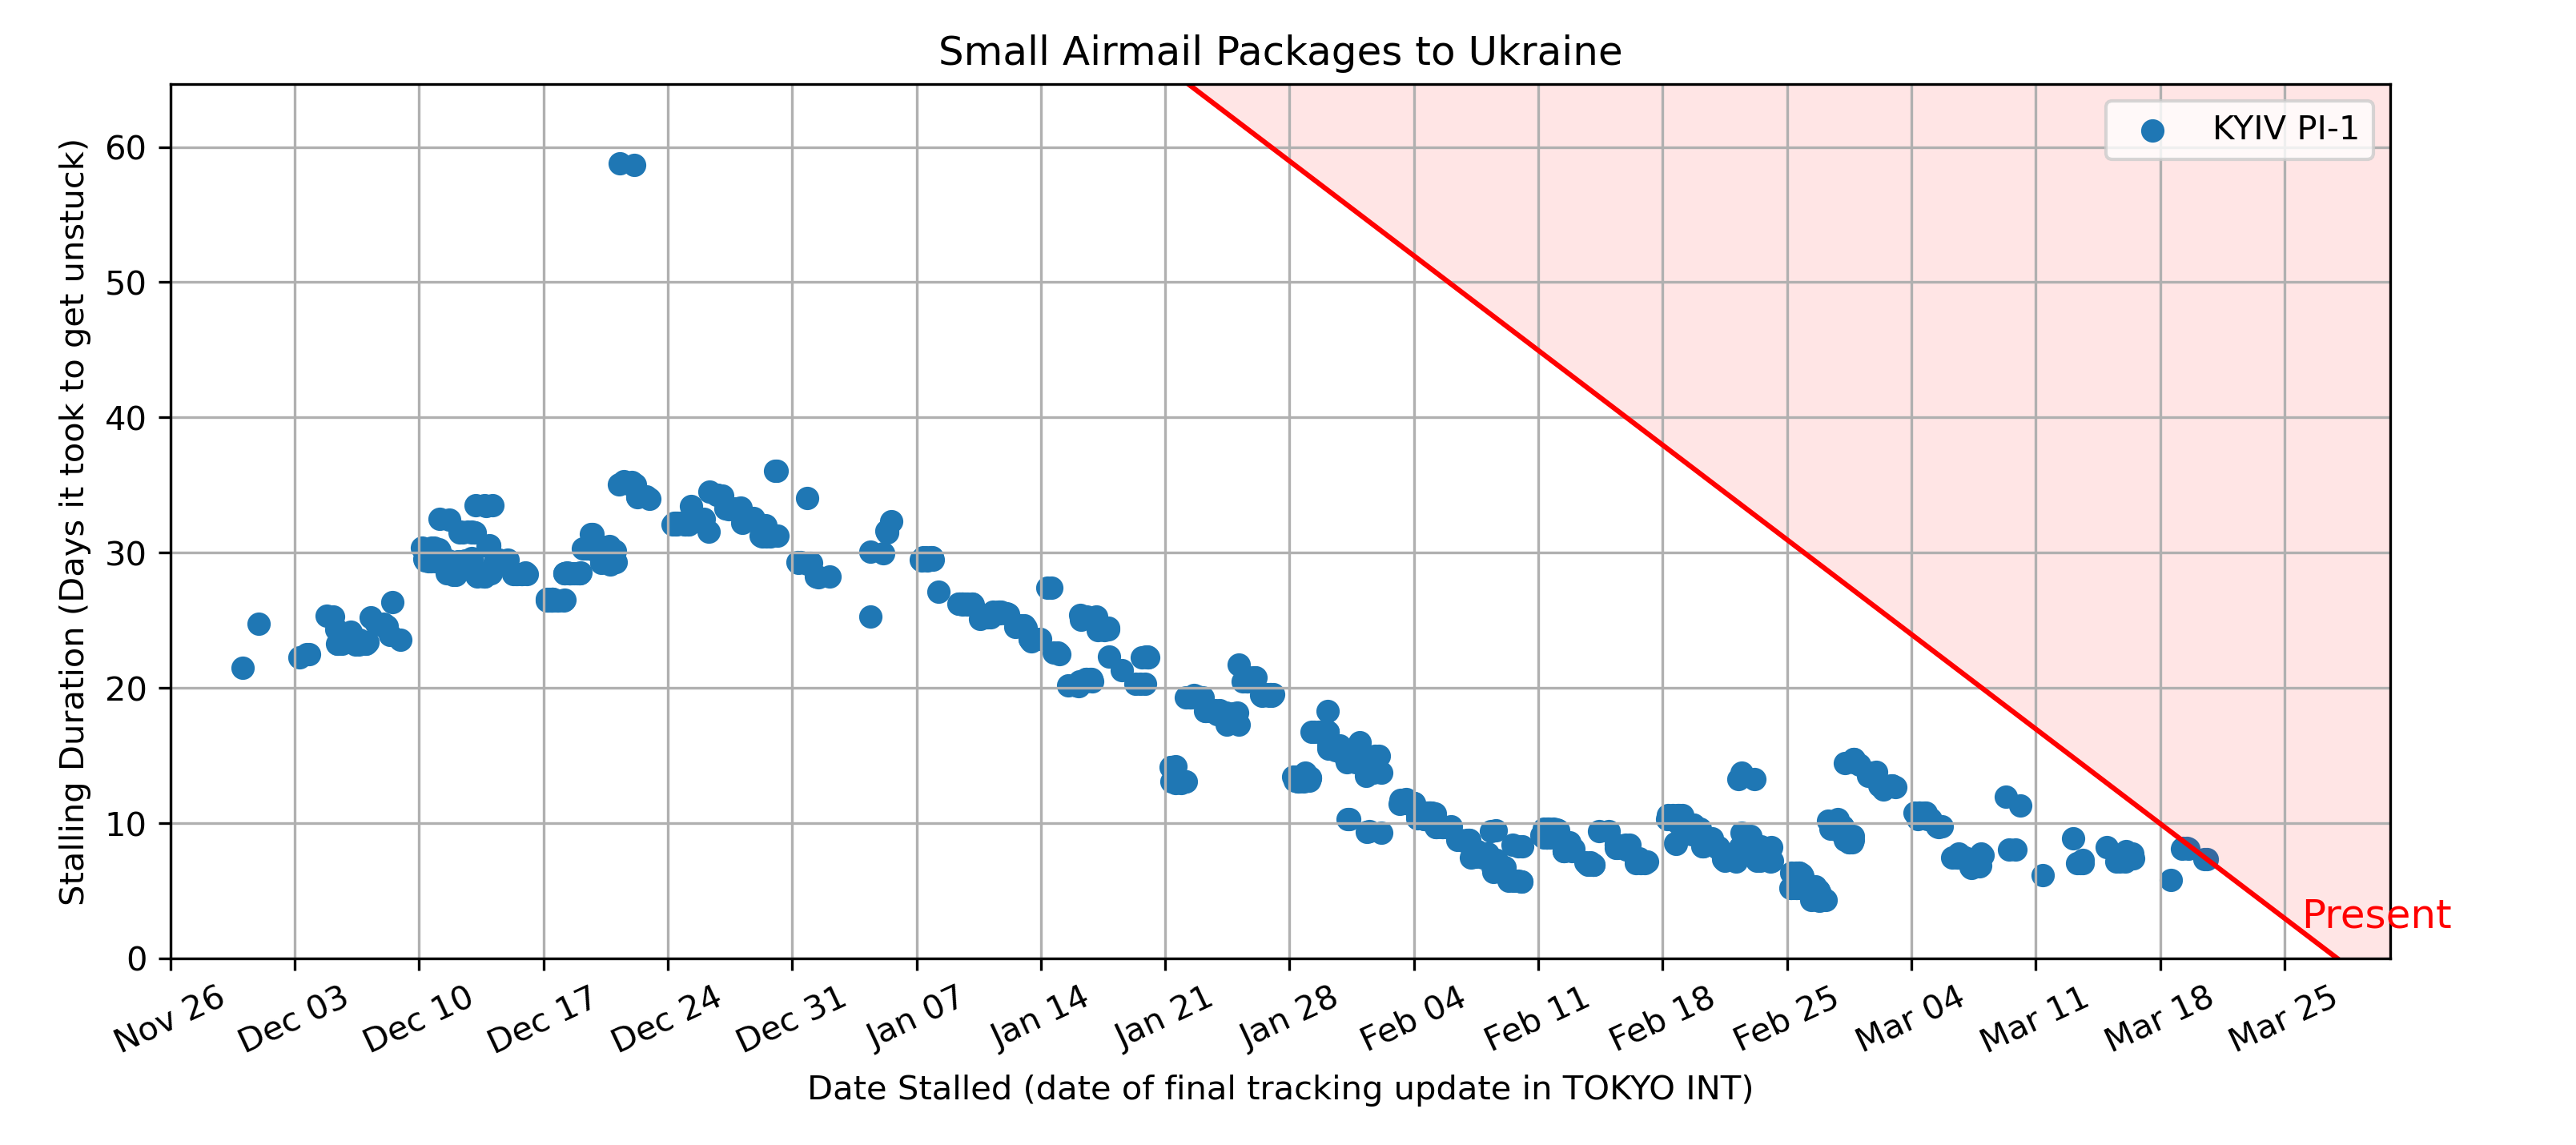 Small Airmail Packages to Ukraine
KYIV PI-1
Stalling Duration (Days it took to get unstuck)
60
50
40
30
20
10
0
Present
Nov 26
Dec 03
Dec 10
Dec 17
Dec 24
Dec 31
Jan 07
Jan 14
Jan 21
Jan 28
Feb 04
Feb 11
Feb 18
Feb 25
Mar 04
Mar 11
Mar 18
Mar 25
Date Stalled (date of final tracking update in TOKYO INT)